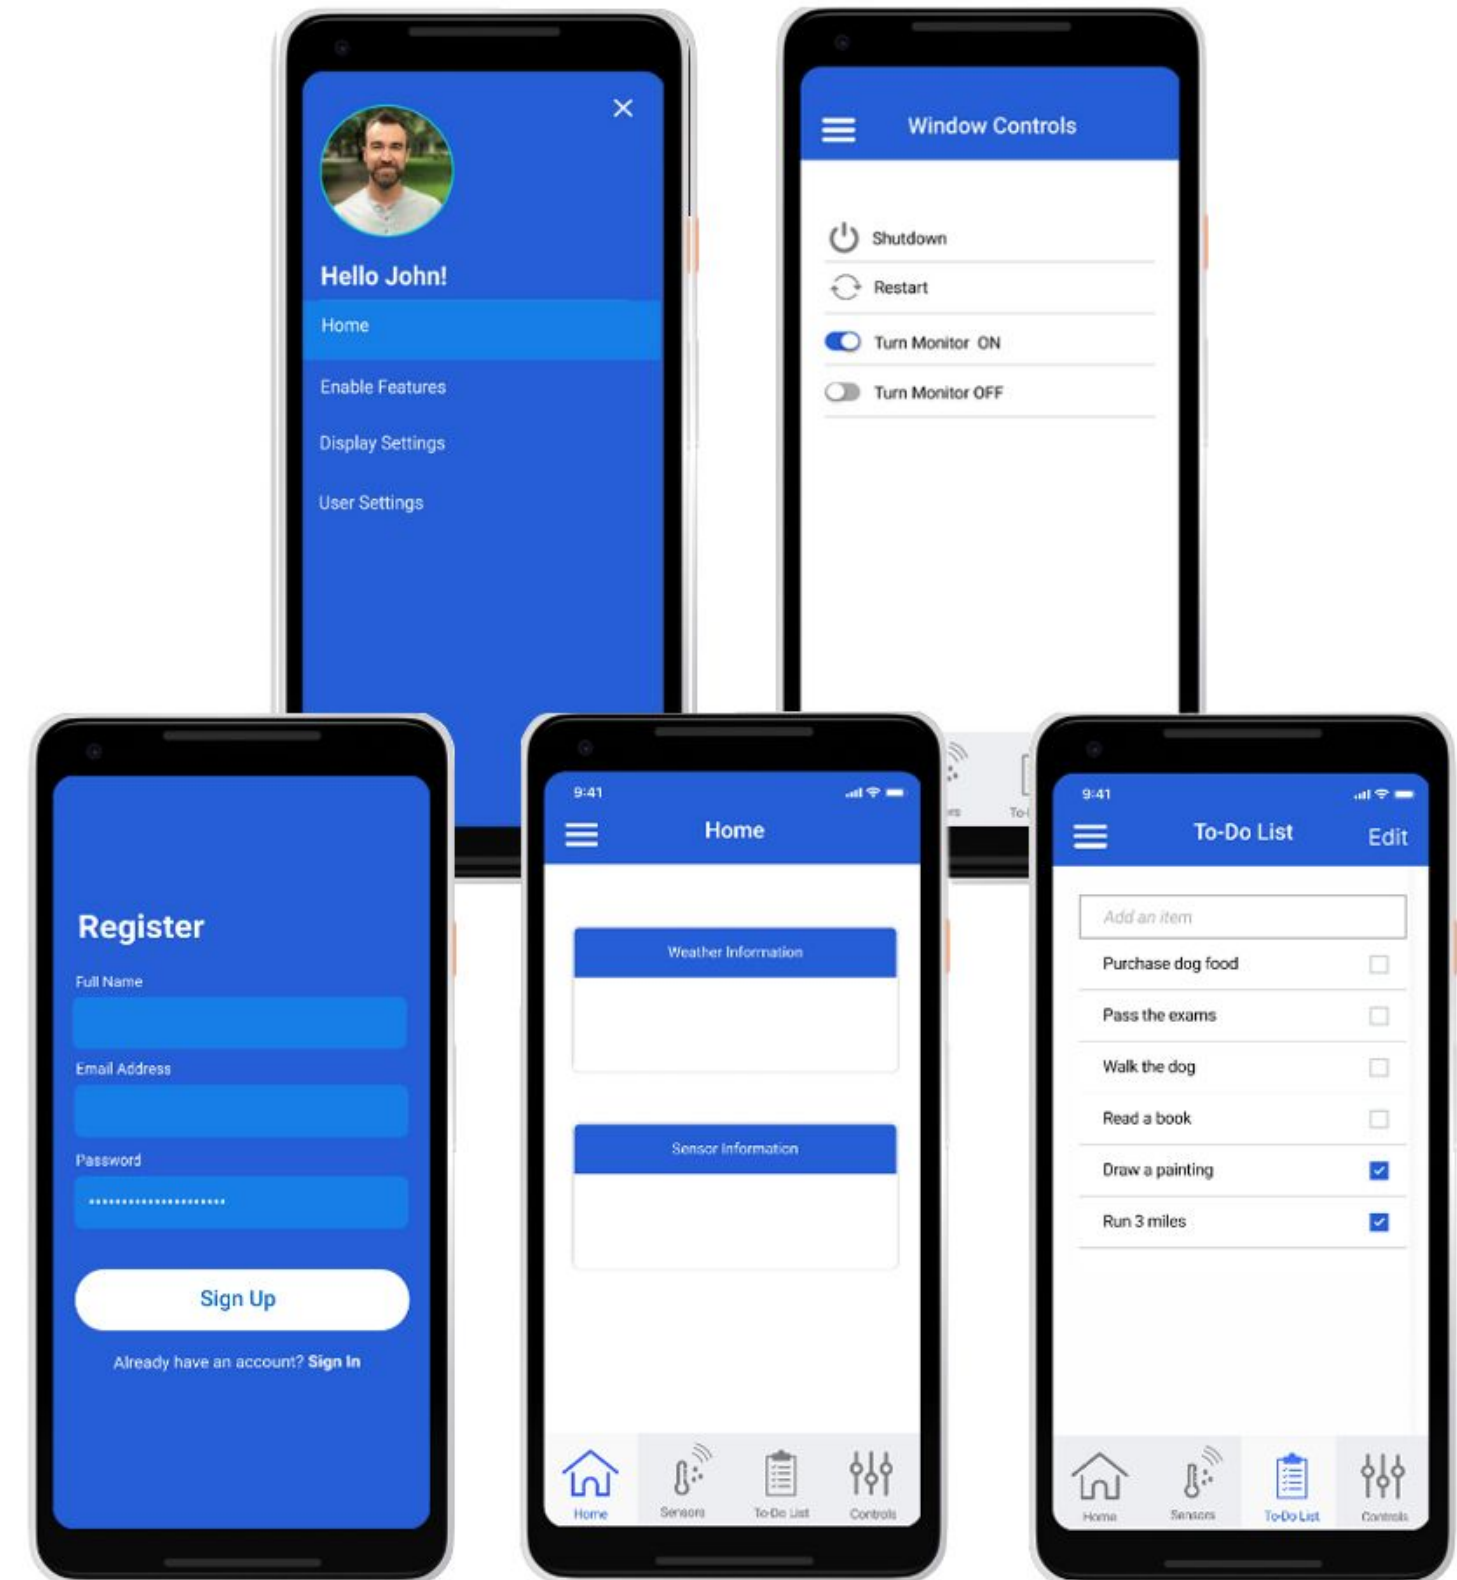 Hello John!
Home
Enable Features
Display Settings
User Settings
Window Controls
Shutdown
Restart
Turn Monitor ON
Turn Monitor OFF
Register
Full Name
Email Address
Password
Sign Up
Already have an account? Sign In
9:41
Home
Weather Information
Sensor Information
Home
Sensors
To-Do List
Controls
9:41
To-Do List
Edit
Add an item
Purchase dog food
Pass the exams
Walk the dog
Read a book
Draw a painting
Run 3 miles
Home
Sensors
To-Do List
Controls